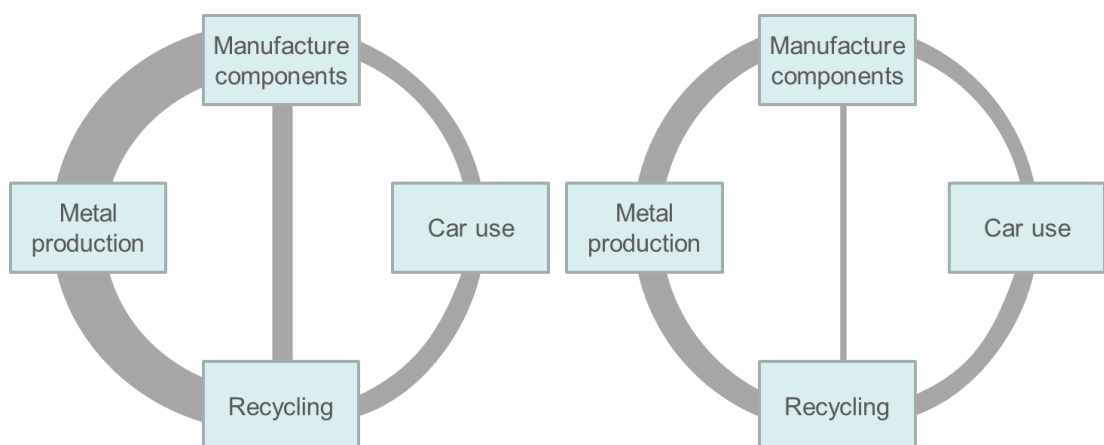 Manufacture
components
Metal
production
Car use
Recycling
Manufacture
components
Metal
production
Car use
Recycling